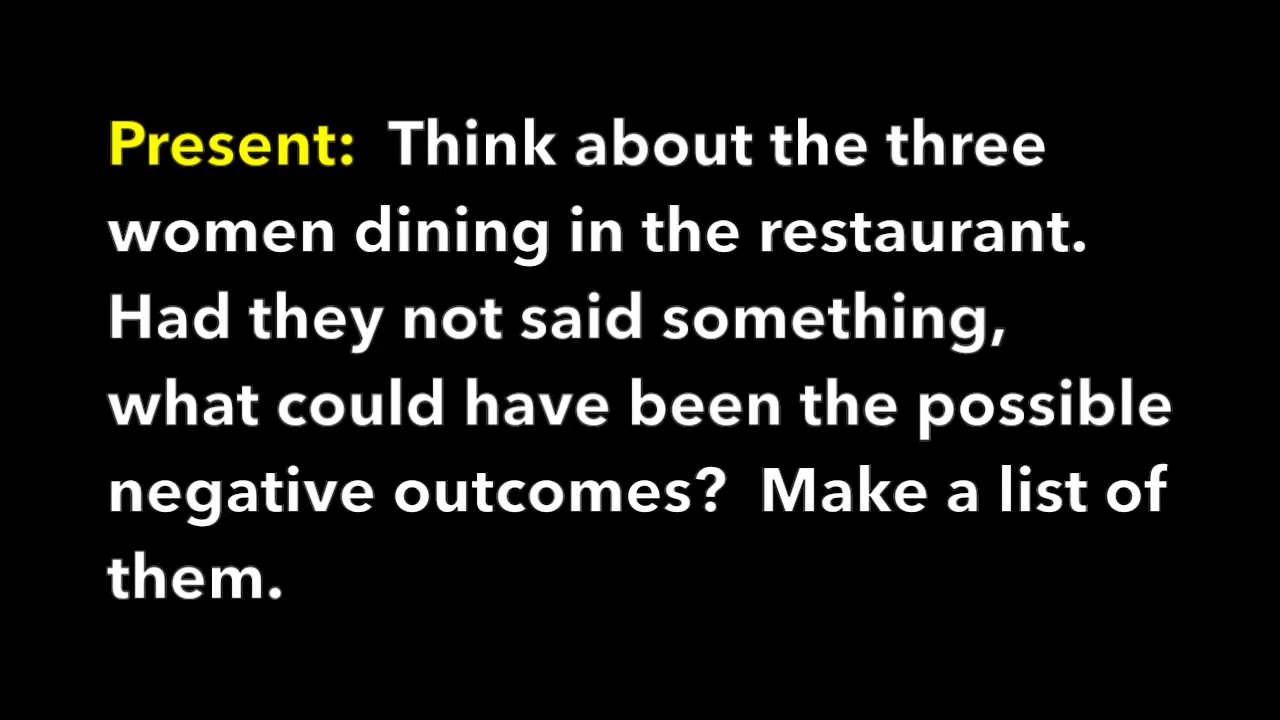 Present:  Think about the three
women dining in the restaurant.
Had they not said something,
what could have been the possible
negative outcomes?  Make a list of
them.